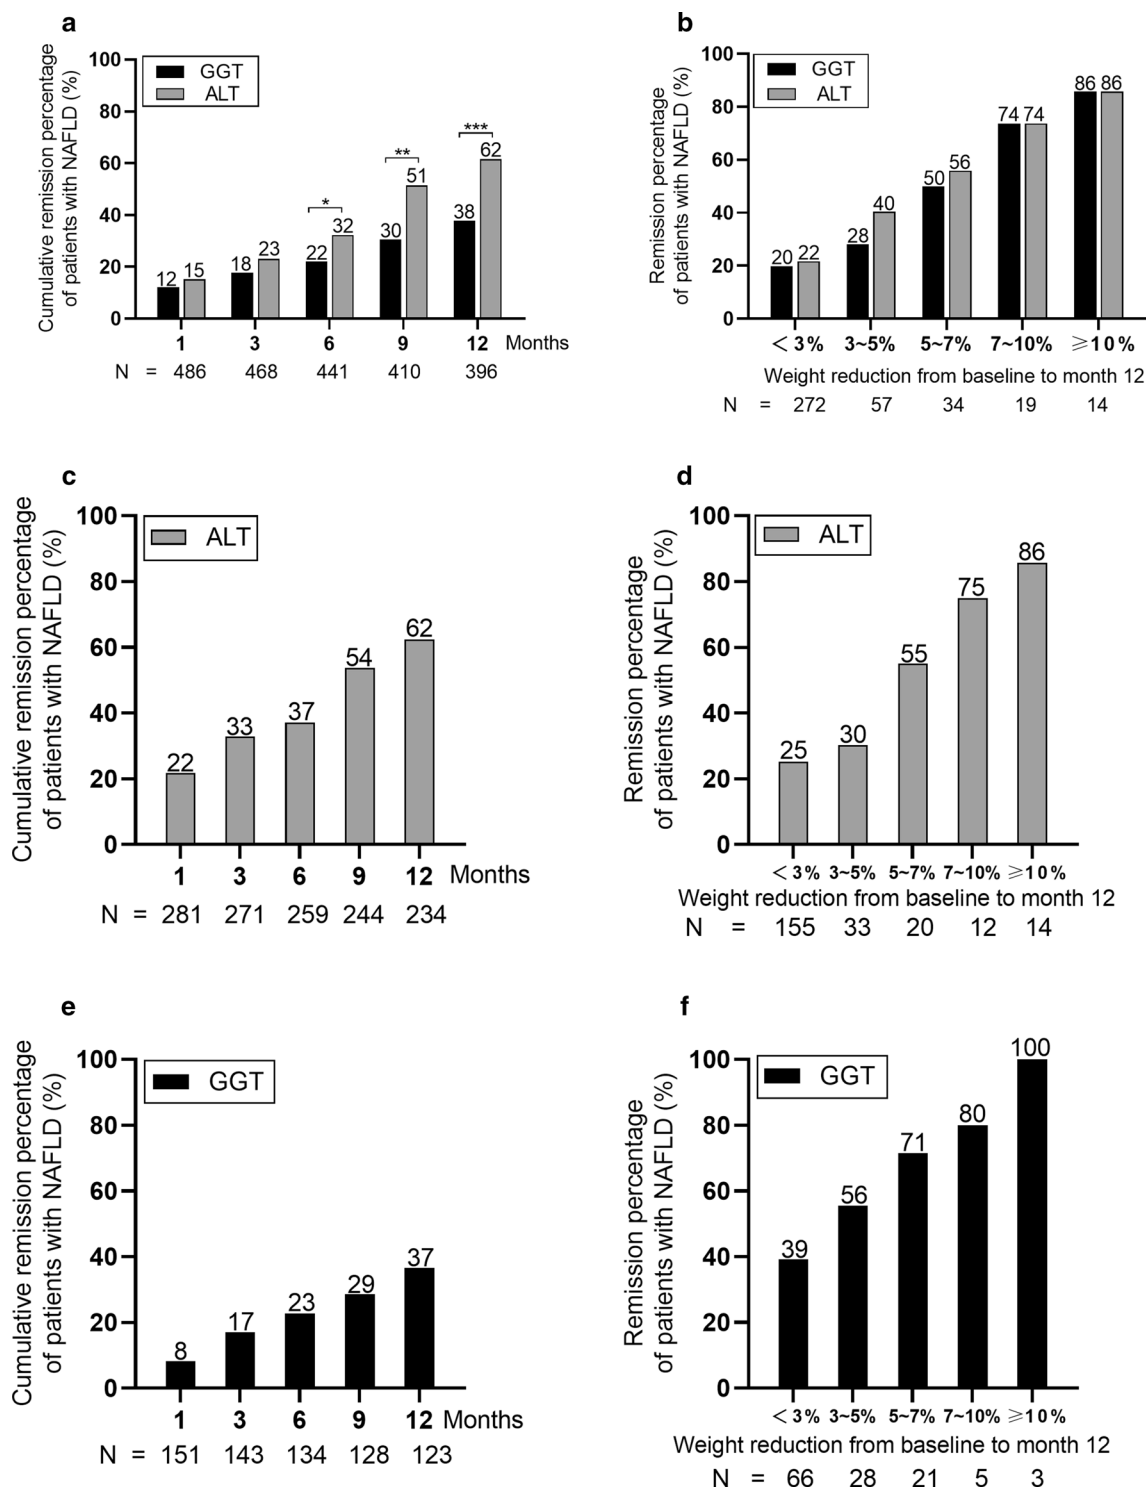 a
Cumulative remission percentage
of patients with NAFLD (%)
100
80
60
40
20
0
GGT
ALT
12 15 18 23 22 32 30 51 38 62
* ** ***
1 3 6 9 12 Months
N = 486 468 441 410 396
b
Remission percentage
of patients with NAFLD (%)
100
80
60
40
20
0
GGT
ALT
20 22 28 40 50 56 74 74 86 86
<3% 3~5% 5~7% 7~10% ≥10%
Weight reduction from baseline to month 12
N = 272 57 34 19 14
c
Cumulative remission percentage
of patients with NAFLD (%)
100
80
60
40
20
0
ALT
22 33 37 54 62
1 3 6 9 12 Months
N = 281 271 259 244 234
d
Remission percentage
of patients with NAFLD (%)
100
80
60
40
20
0
ALT
25 30 55 75 86
<3% 3~5% 5~7% 7~10% ≥10%
Weight reduction from baseline to month 12
N = 155 33 20 12 14
e
Cumulative remission percentage
of patients with NAFLD (%)
100
80
60
40
20
0
GGT
8 17 23 29 37
1 3 6 9 12 Months
N = 151 143 134 128 123
f
Remission percentage
of patients with NAFLD (%)
100
80
60
40
20
0
GGT
39 56 71 80 100
<3% 3~5% 5~7% 7~10% ≥10%
Weight reduction from baseline to month 12
N = 66 28 21 5 3